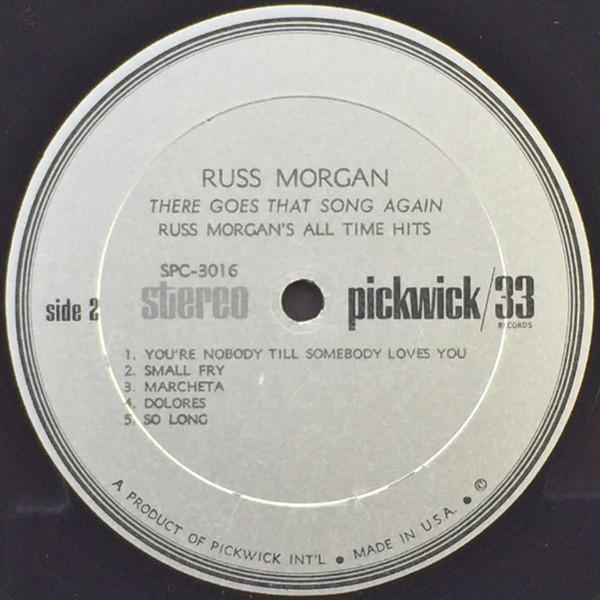 RUSS MORGAN
THERE GOES THAT SONG AGAIN
RUSS MORGAN'S ALL TIME HITS
SPC-3016
side 2 stereo pickwick/33
RECORDS
1. YOU'RE NOBODY TILL SOMEBODY LOVES YOU
2. SMALL FRY
3. MARCHETA
4. DOLORES
5. SO LONG
A PRODUCT OF PICKWICK INT'L • MADE IN U.S.A. • ©